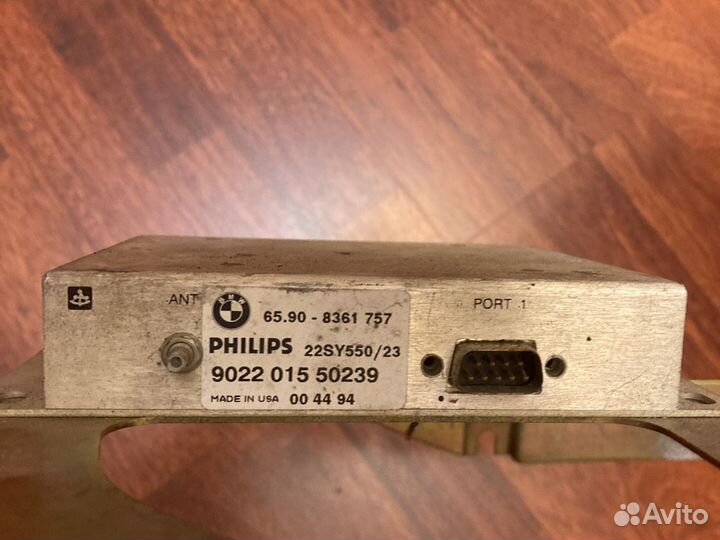 ANT
BMW
65.90 - 8361 757
PHILIPS 22SY550/23
9022 015 50239
MADE IN USA 00 44 94
PORT 1
Avito